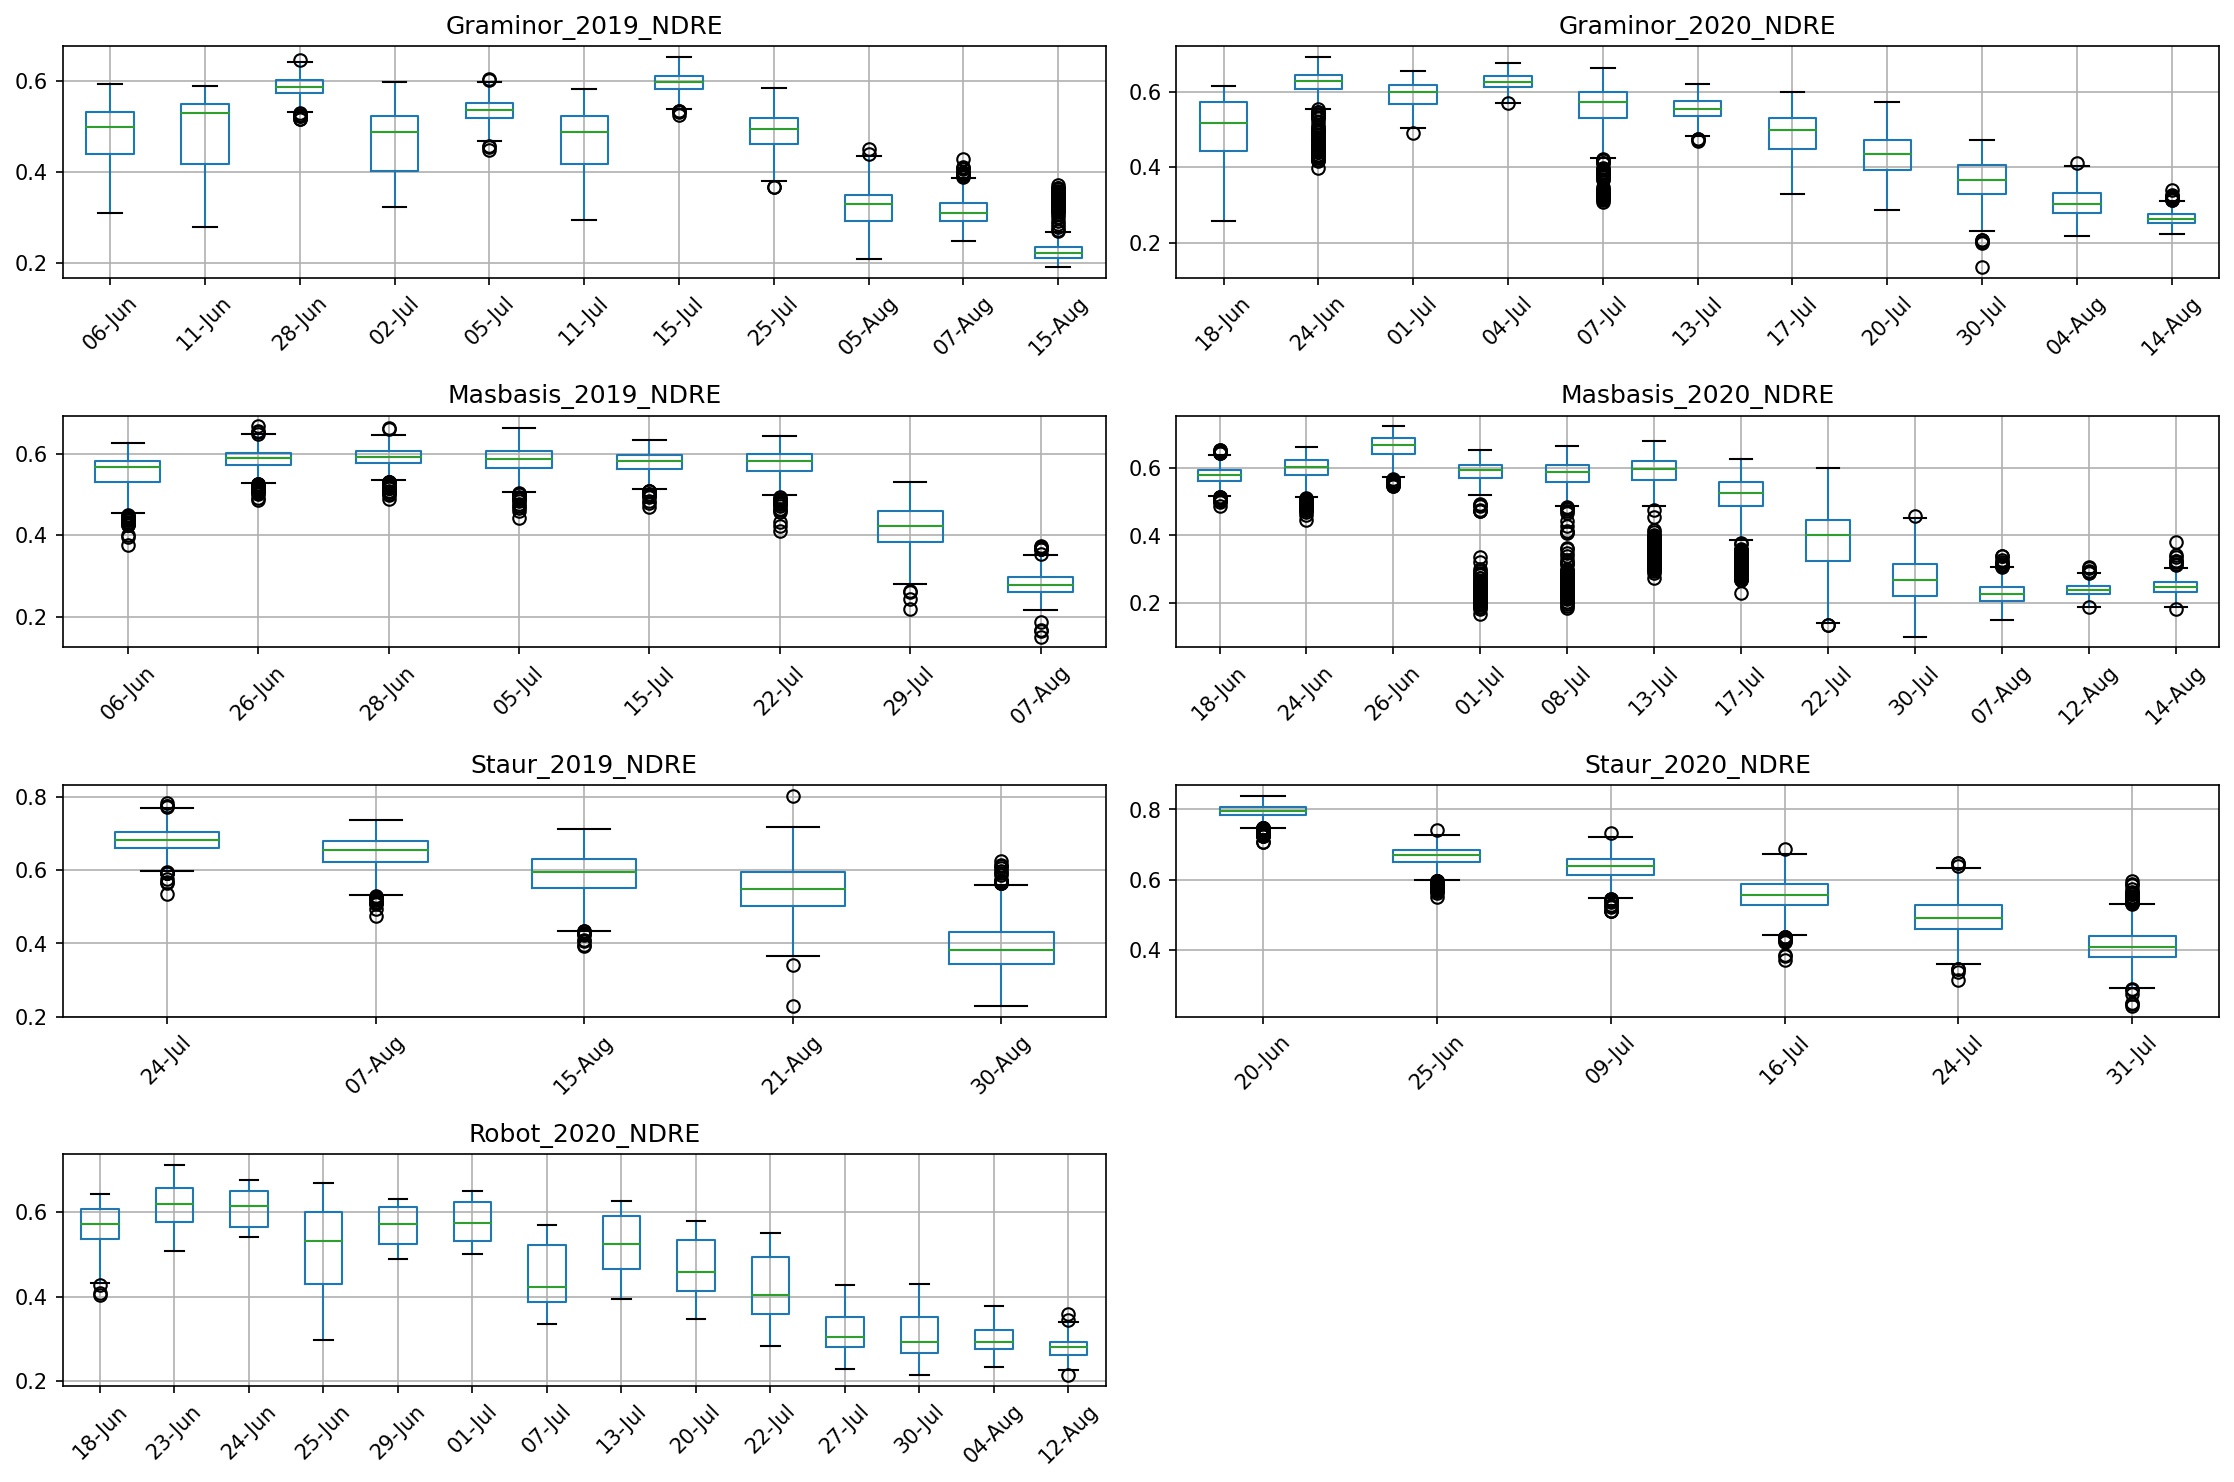 Graminor_2019_NDRE
0.6
0.4
0.2
06-Jun 11-Jun 28-Jun 02-Jul 05-Jul 11-Jul 15-Jul 25-Jul 05-Aug 07-Aug 15-Aug
Graminor_2020_NDRE
0.6
0.4
0.2
18-Jun 24-Jun 01-Jul 04-Jul 07-Jul 13-Jul 17-Jul 20-Jul 30-Jul 04-Aug 14-Aug
Masbasis_2019_NDRE
0.6
0.4
0.2
06-Jun 26-Jun 28-Jun 05-Jul 15-Jul 22-Jul 29-Jul 07-Aug
Masbasis_2020_NDRE
0.6
0.4
0.2
18-Jun 24-Jun 26-Jun 01-Jul 08-Jul 13-Jul 17-Jul 22-Jul 30-Jul 07-Aug 12-Aug 14-Aug
Staur_2019_NDRE
0.8
0.6
0.4
0.2
24-Jul 07-Aug 15-Aug 21-Aug 30-Aug
Staur_2020_NDRE
0.8
0.6
0.4
20-Jun 25-Jun 09-Jul 16-Jul 24-Jul 31-Jul
Robot_2020_NDRE
0.6
0.4
0.2
18-Jun 23-Jun 24-Jun 25-Jun 29-Jun 01-Jul 07-Jul 13-Jul 20-Jul 22-Jul 27-Jul 30-Jul 04-Aug 12-Aug